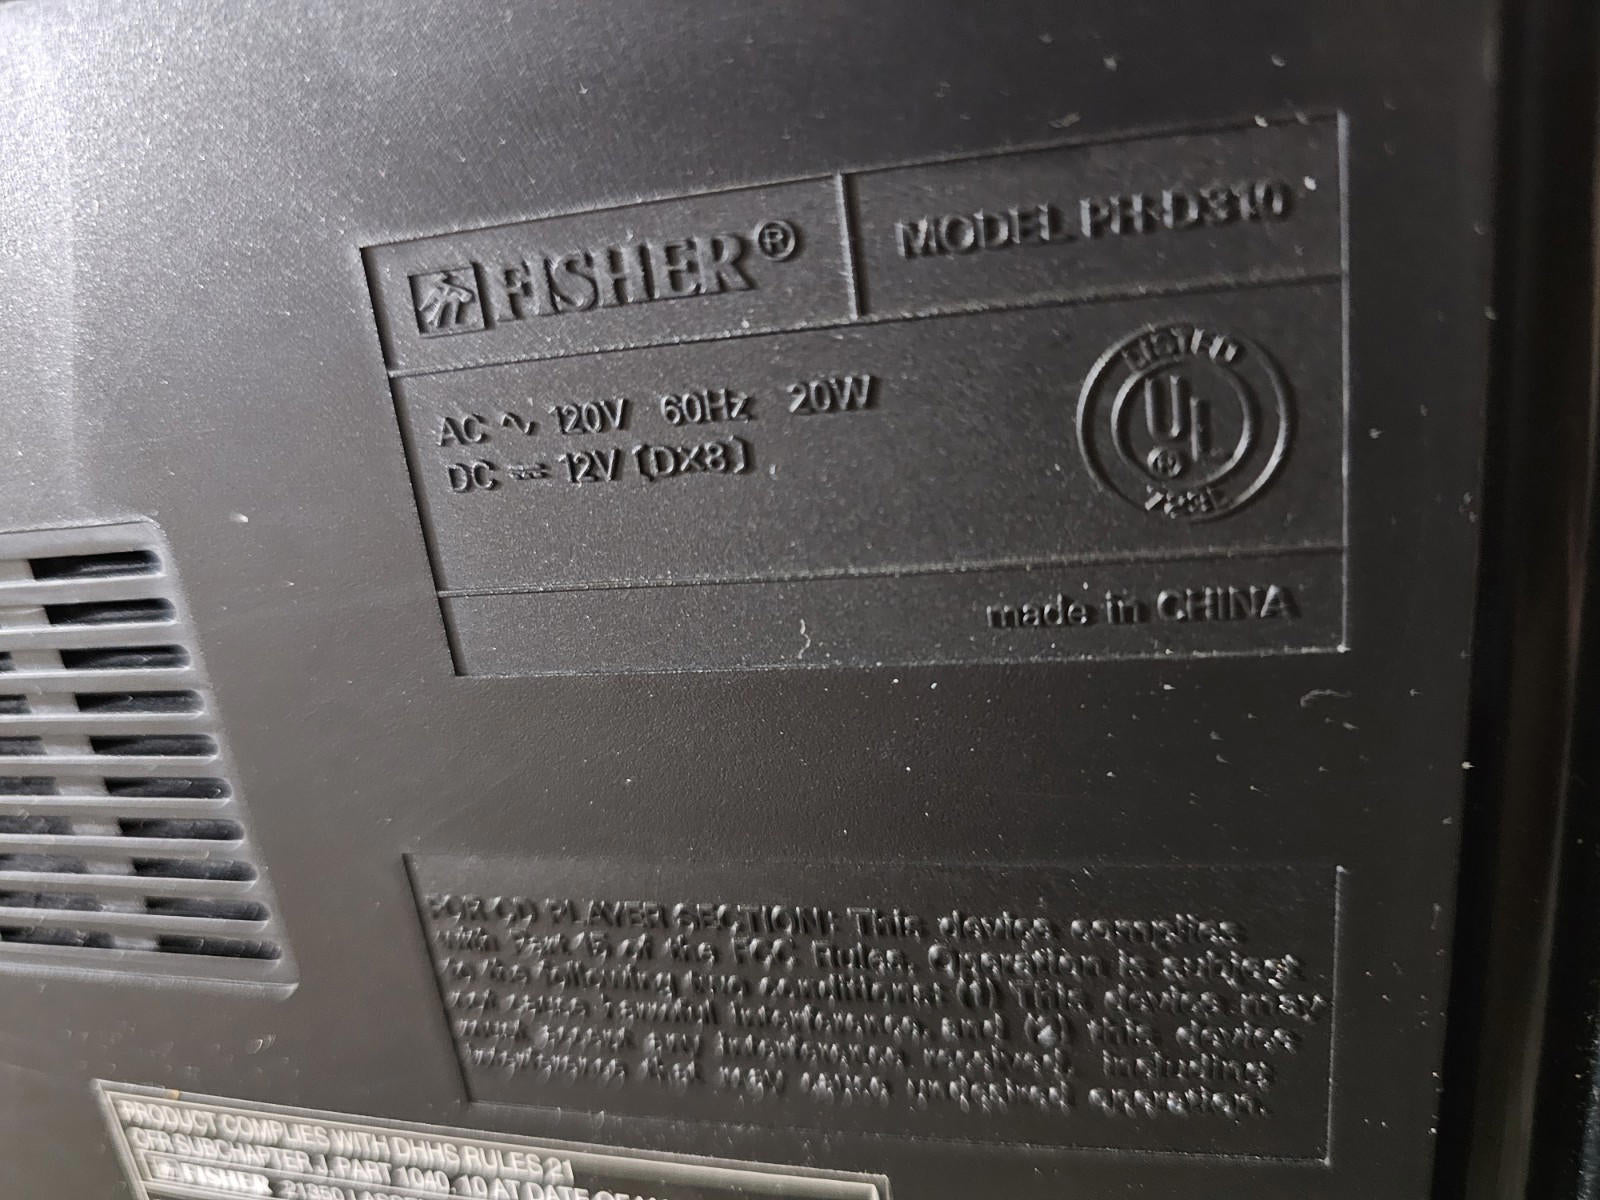 FISHER® MODEL PH-D310
LISTED
AC ∿ 120V 60Hz 20W
UL
®
DC ⎓ 12V (DX8)
made in CHINA
FOR CD PLAYER SECTION: This device complies
with Part 15 of the FCC Rules. Operation is subject
to the following two conditions: (1) This device may
not cause harmful interference, and (2) this device
must accept any interference received, including
interference that may cause undesired operation.
PRODUCT COMPLIES WITH DHHS RULES 21
CFR SUBCHAPTER J, PART 1040.10 AT DATE OF
FISHER 21350